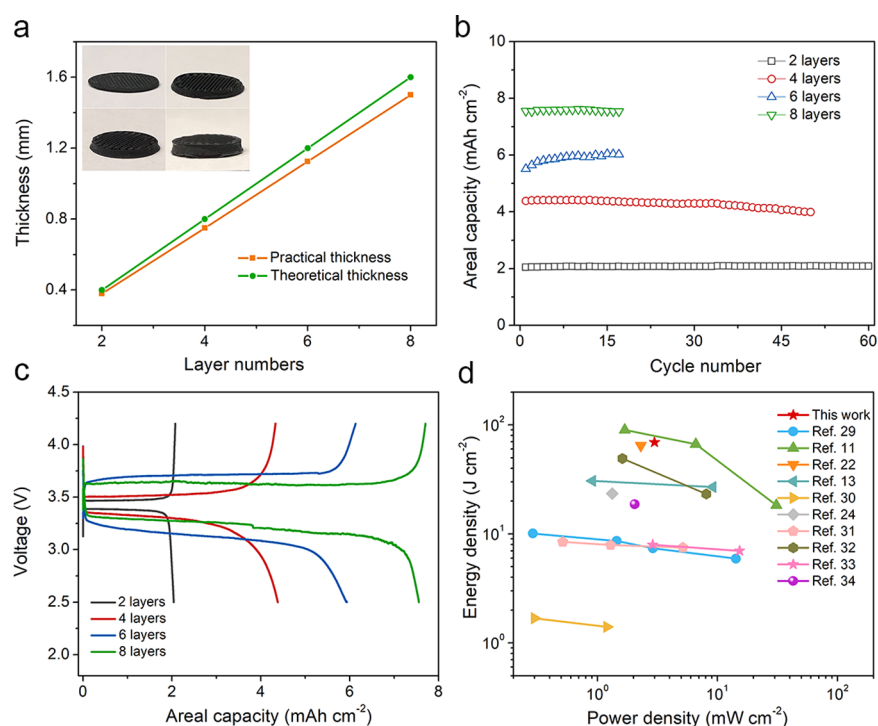 a
Thickness (mm)
1.6
1.2
0.8
0.4
2
4
6
8
Layer numbers
Practical thickness
Theoretical thickness
b
Areal capacity (mAh cm⁻²)
10
8
6
4
2
0
0
15
30
45
60
Cycle number
2 layers
4 layers
6 layers
8 layers
c
Voltage (V)
4.5
4.0
3.5
3.0
2.5
2.0
0
2
4
6
8
Areal capacity (mAh cm⁻²)
2 layers
4 layers
6 layers
8 layers
d
Energy density (J cm⁻²)
10²
10¹
10⁰
10⁰
10¹
10²
Power density (mW cm⁻²)
This work
Ref. 29
Ref. 11
Ref. 22
Ref. 13
Ref. 30
Ref. 24
Ref. 31
Ref. 32
Ref. 33
Ref. 34